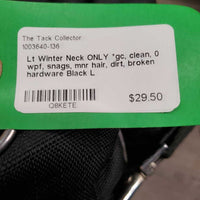 The Tack Collector
1003640-136
Lt Winter Neck ONLY *gc, clean, 0
wpf, snags, mnr hair, dirt, broken
hardware Black L
O8KETE
$29.50